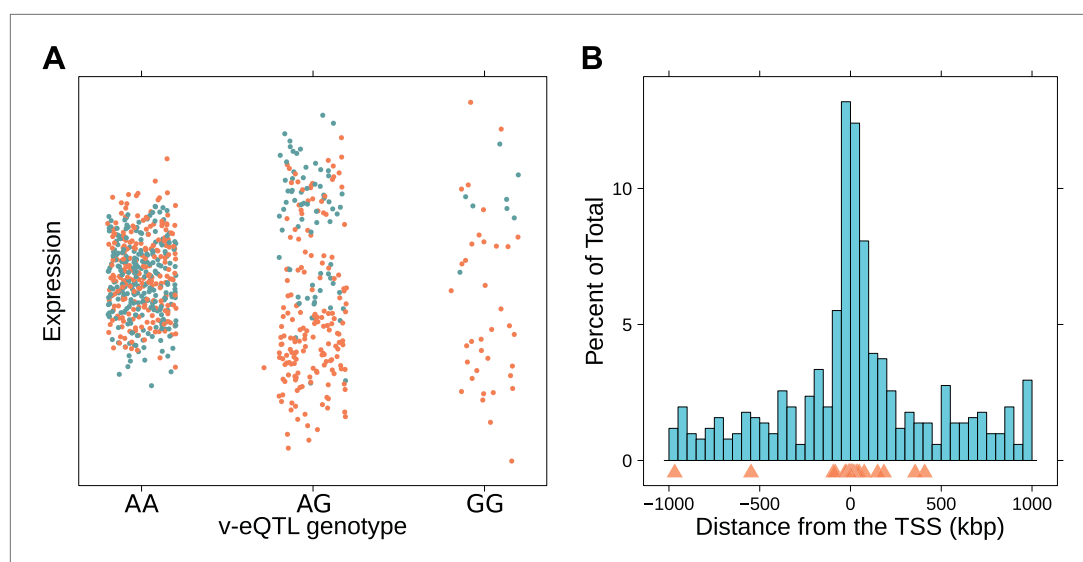 A
Expression
AA AG GG
v-eQTL genotype
B
Percent of Total
10
5
0
−1000 −500 0 500 1000
Distance from the TSS (kbp)